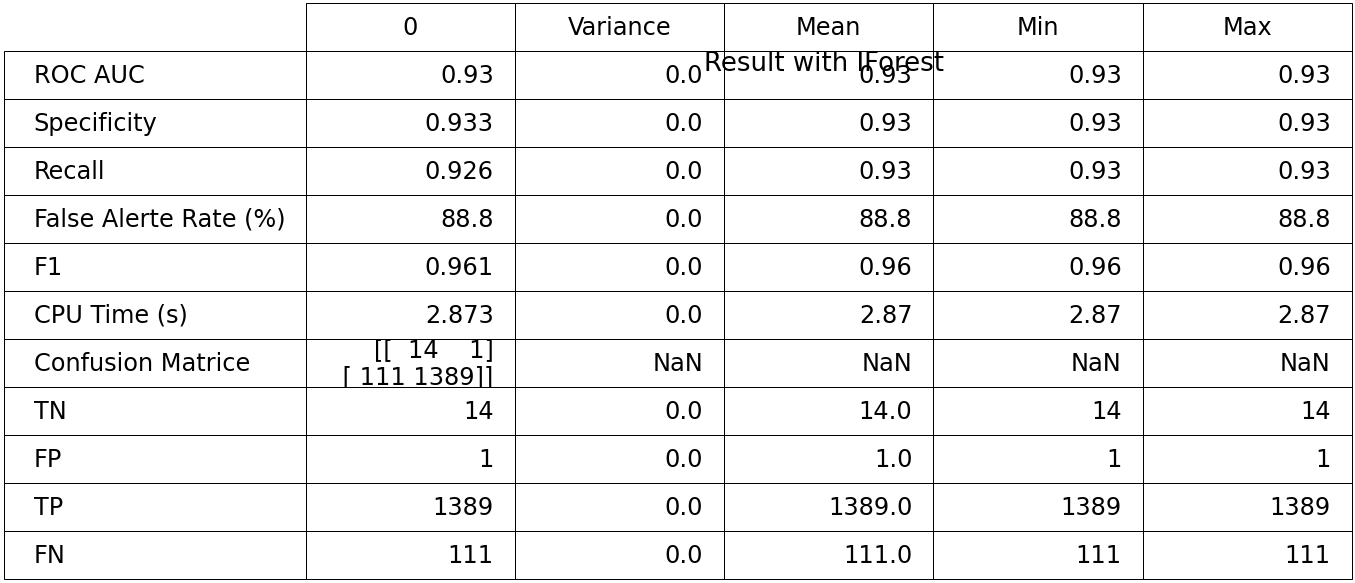 0 Variance Mean Min Max
Result with IForest
ROC AUC 0.93 0.0 0.93 0.93 0.93
Specificity 0.933 0.0 0.93 0.93 0.93
Recall 0.926 0.0 0.93 0.93 0.93
False Alerte Rate (%) 88.8 0.0 88.8 88.8 88.8
F1 0.961 0.0 0.96 0.96 0.96
CPU Time (s) 2.873 0.0 2.87 2.87 2.87
Confusion Matrice [[ 14 1]
[ 111 1389]] NaN NaN NaN NaN
TN 14 0.0 14.0 14 14
FP 1 0.0 1.0 1 1
TP 1389 0.0 1389.0 1389 1389
FN 111 0.0 111.0 111 111